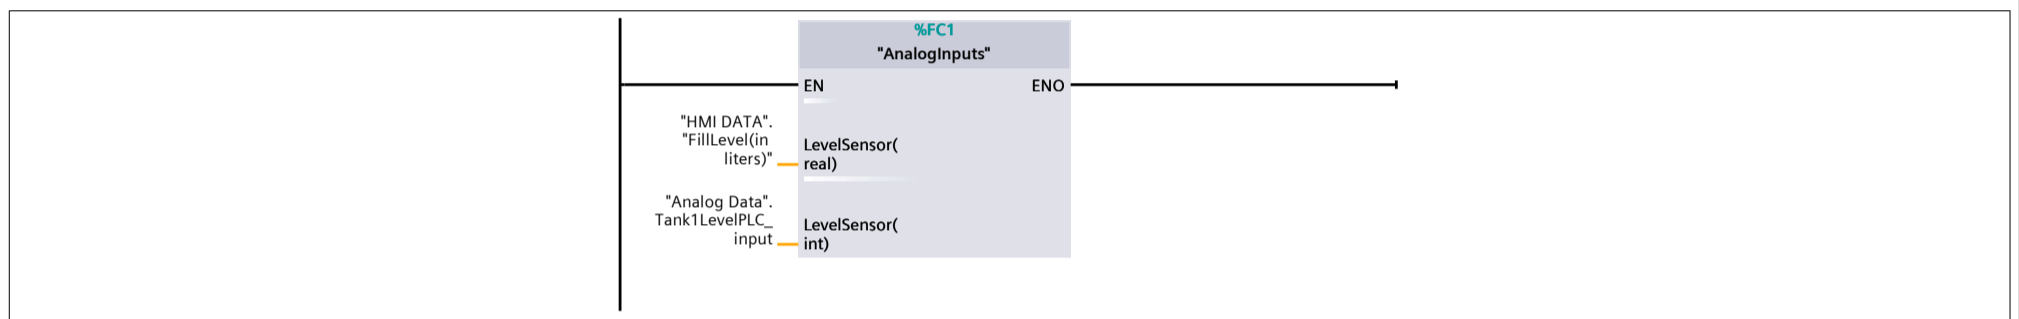 %FC1
"AnalogInputs"
EN
ENO
"HMI DATA".
"FillLevel(in
liters)"
LevelSensor(
real)
"Analog Data".
Tank1LevelPLC_
input
LevelSensor(
int)